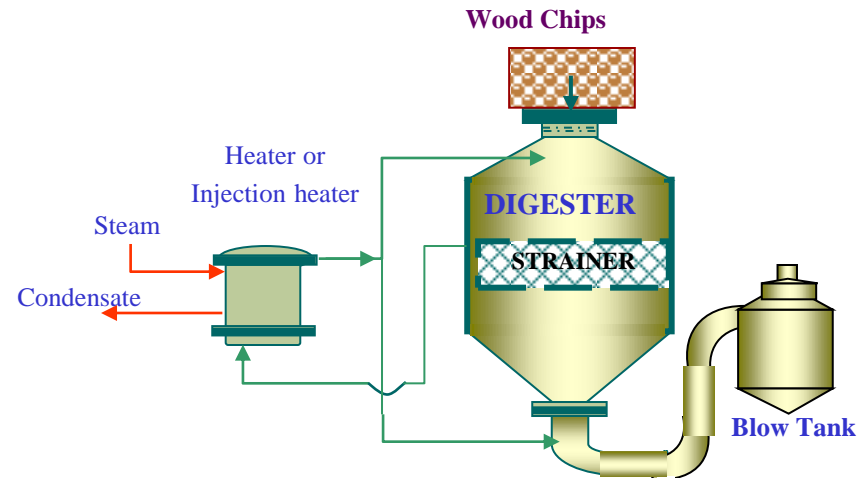 Wood Chips
Heater or
Injection heater
DIGESTER
Steam
STRAINER
Condensate
Blow Tank